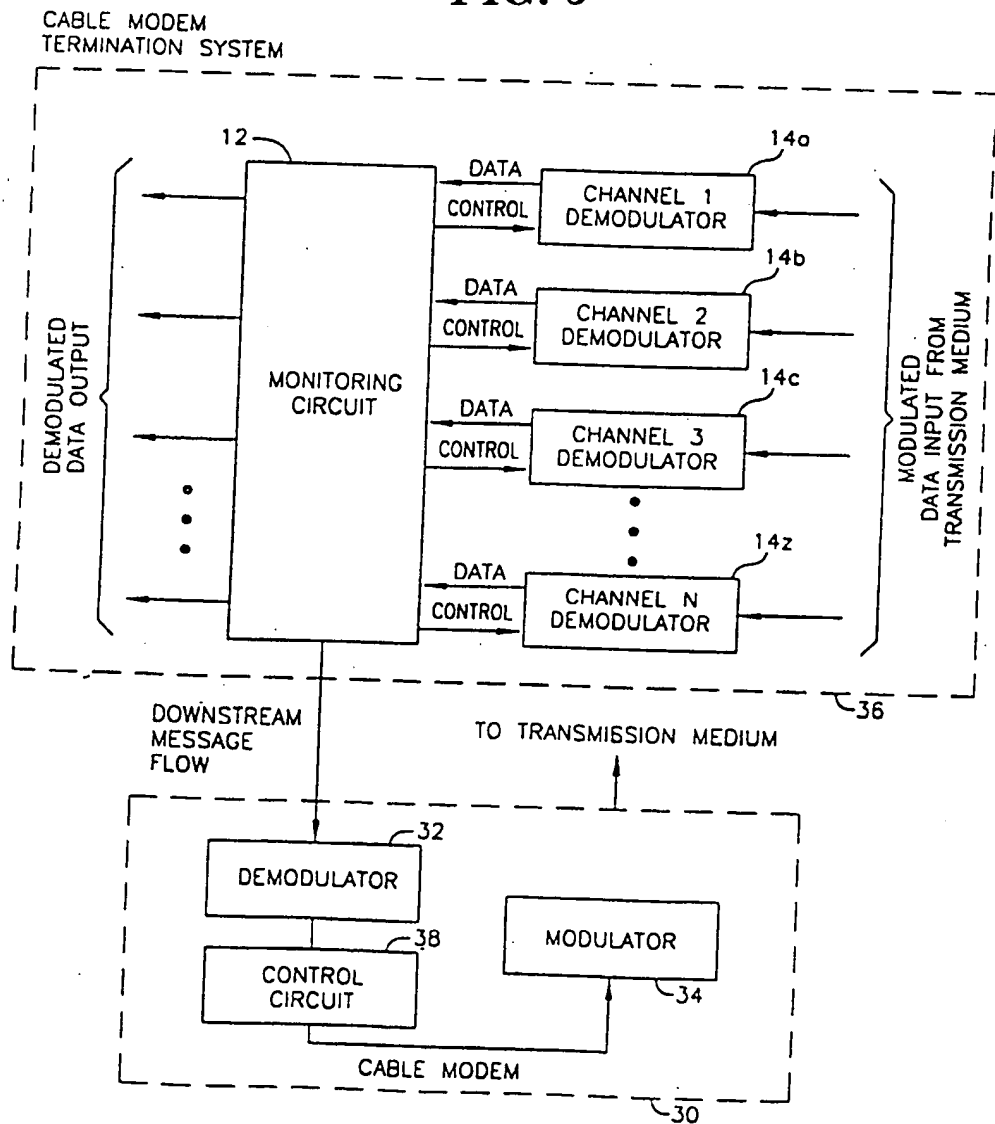 CABLE MODEM
TERMINATION SYSTEM
12
14a
DATA
CONTROL
CHANNEL 1
DEMODULATOR
14b
DATA
CONTROL
CHANNEL 2
DEMODULATOR
MONITORING
CIRCUIT
14c
DATA
CONTROL
CHANNEL 3
DEMODULATOR
14z
DATA
CONTROL
CHANNEL N
DEMODULATOR
DEMODULATED
DATA OUTPUT
MODULATED
DATA INPUT FROM
TRANSMISSION MEDIUM
36
DOWNSTREAM
MESSAGE
FLOW
TO TRANSMISSION MEDIUM
32
DEMODULATOR
38
CONTROL
CIRCUIT
MODULATOR
34
CABLE MODEM
30